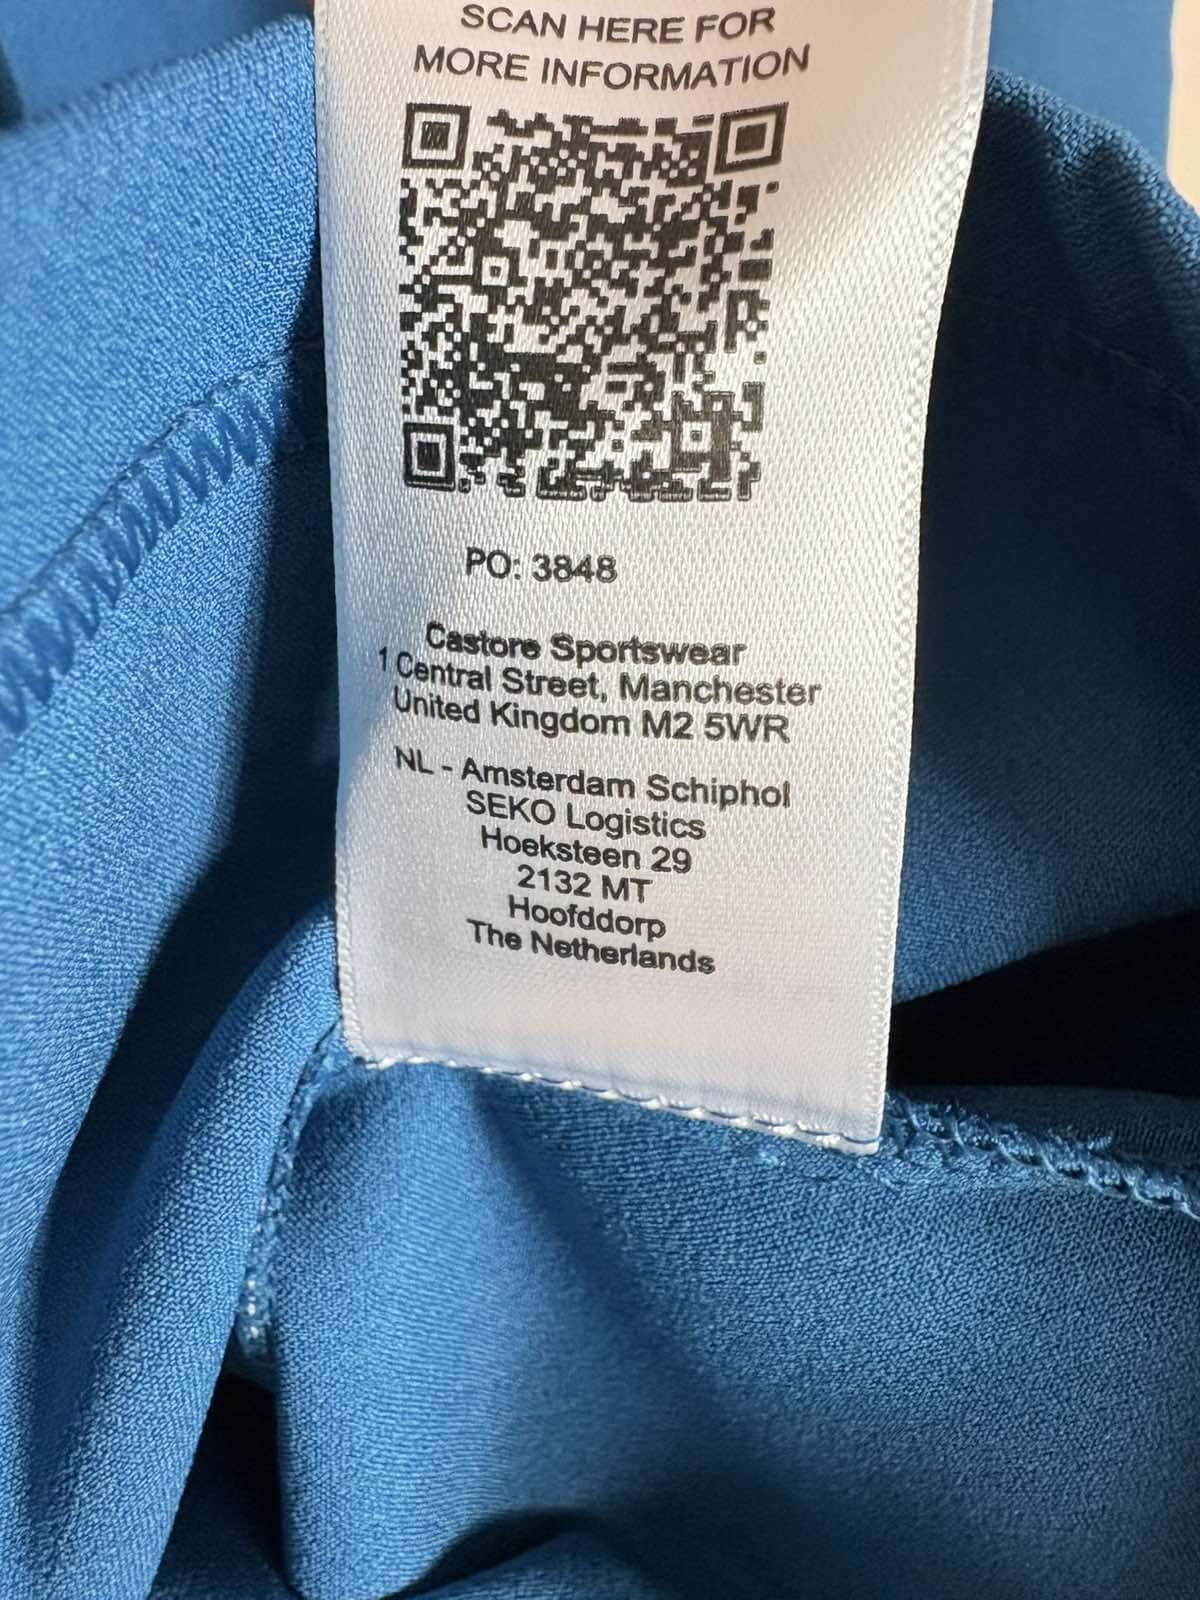 SCAN HERE FOR
MORE INFORMATION
PO: 3848
Castore Sportswear
1 Central Street, Manchester
United Kingdom M2 5WR
NL - Amsterdam Schiphol
SEKO Logistics
Hoeksteen 29
2132 MT
Hoofddorp
The Netherlands